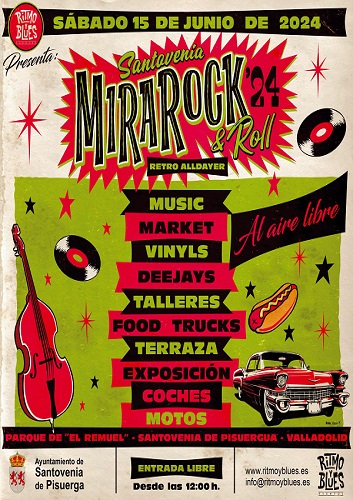 RITMO
& BLUES
SÁBADO 15 DE JUNIO DE 2024
Presenta:
Santavenia
MIRAROCK '24
& Roll
RETRO ALLDAYER
MUSIC
MARKET
Al aire libre
VINYLS
DEEJAYS
TALLERES
FOOD TRUCKS
TERRAZA
EXPOSICIÓN
COCHES
MOTOS
PARQUE DE "EL REMUEL" - SANTOVENIA DE PISUERGUA - VALLADOLID
Ayuntamiento de
Santovenia
de Pisuerga
ENTRADA LIBRE
Desde las 12:00 h.
www.ritmoyblues.es
info@ritmoyblues.es
RITMO
& BLUES